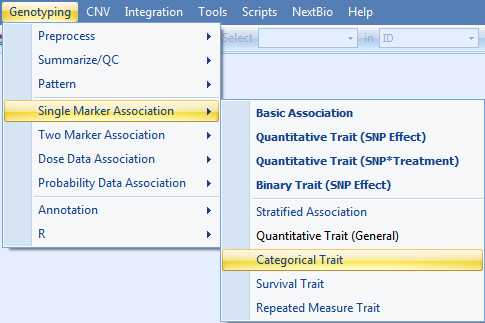 Genotyping CNV Integration Tools Scripts NextBio Help
Preprocess Select in ID
Summarize/QC
Pattern
Single Marker Association
Two Marker Association
Dose Data Association
Probability Data Association
Annotation
R
Basic Association
Quantitative Trait (SNP Effect)
Quantitative Trait (SNP*Treatment)
Binary Trait (SNP Effect)
Stratified Association
Quantitative Trait (General)
Categorical Trait
Survival Trait
Repeated Measure Trait